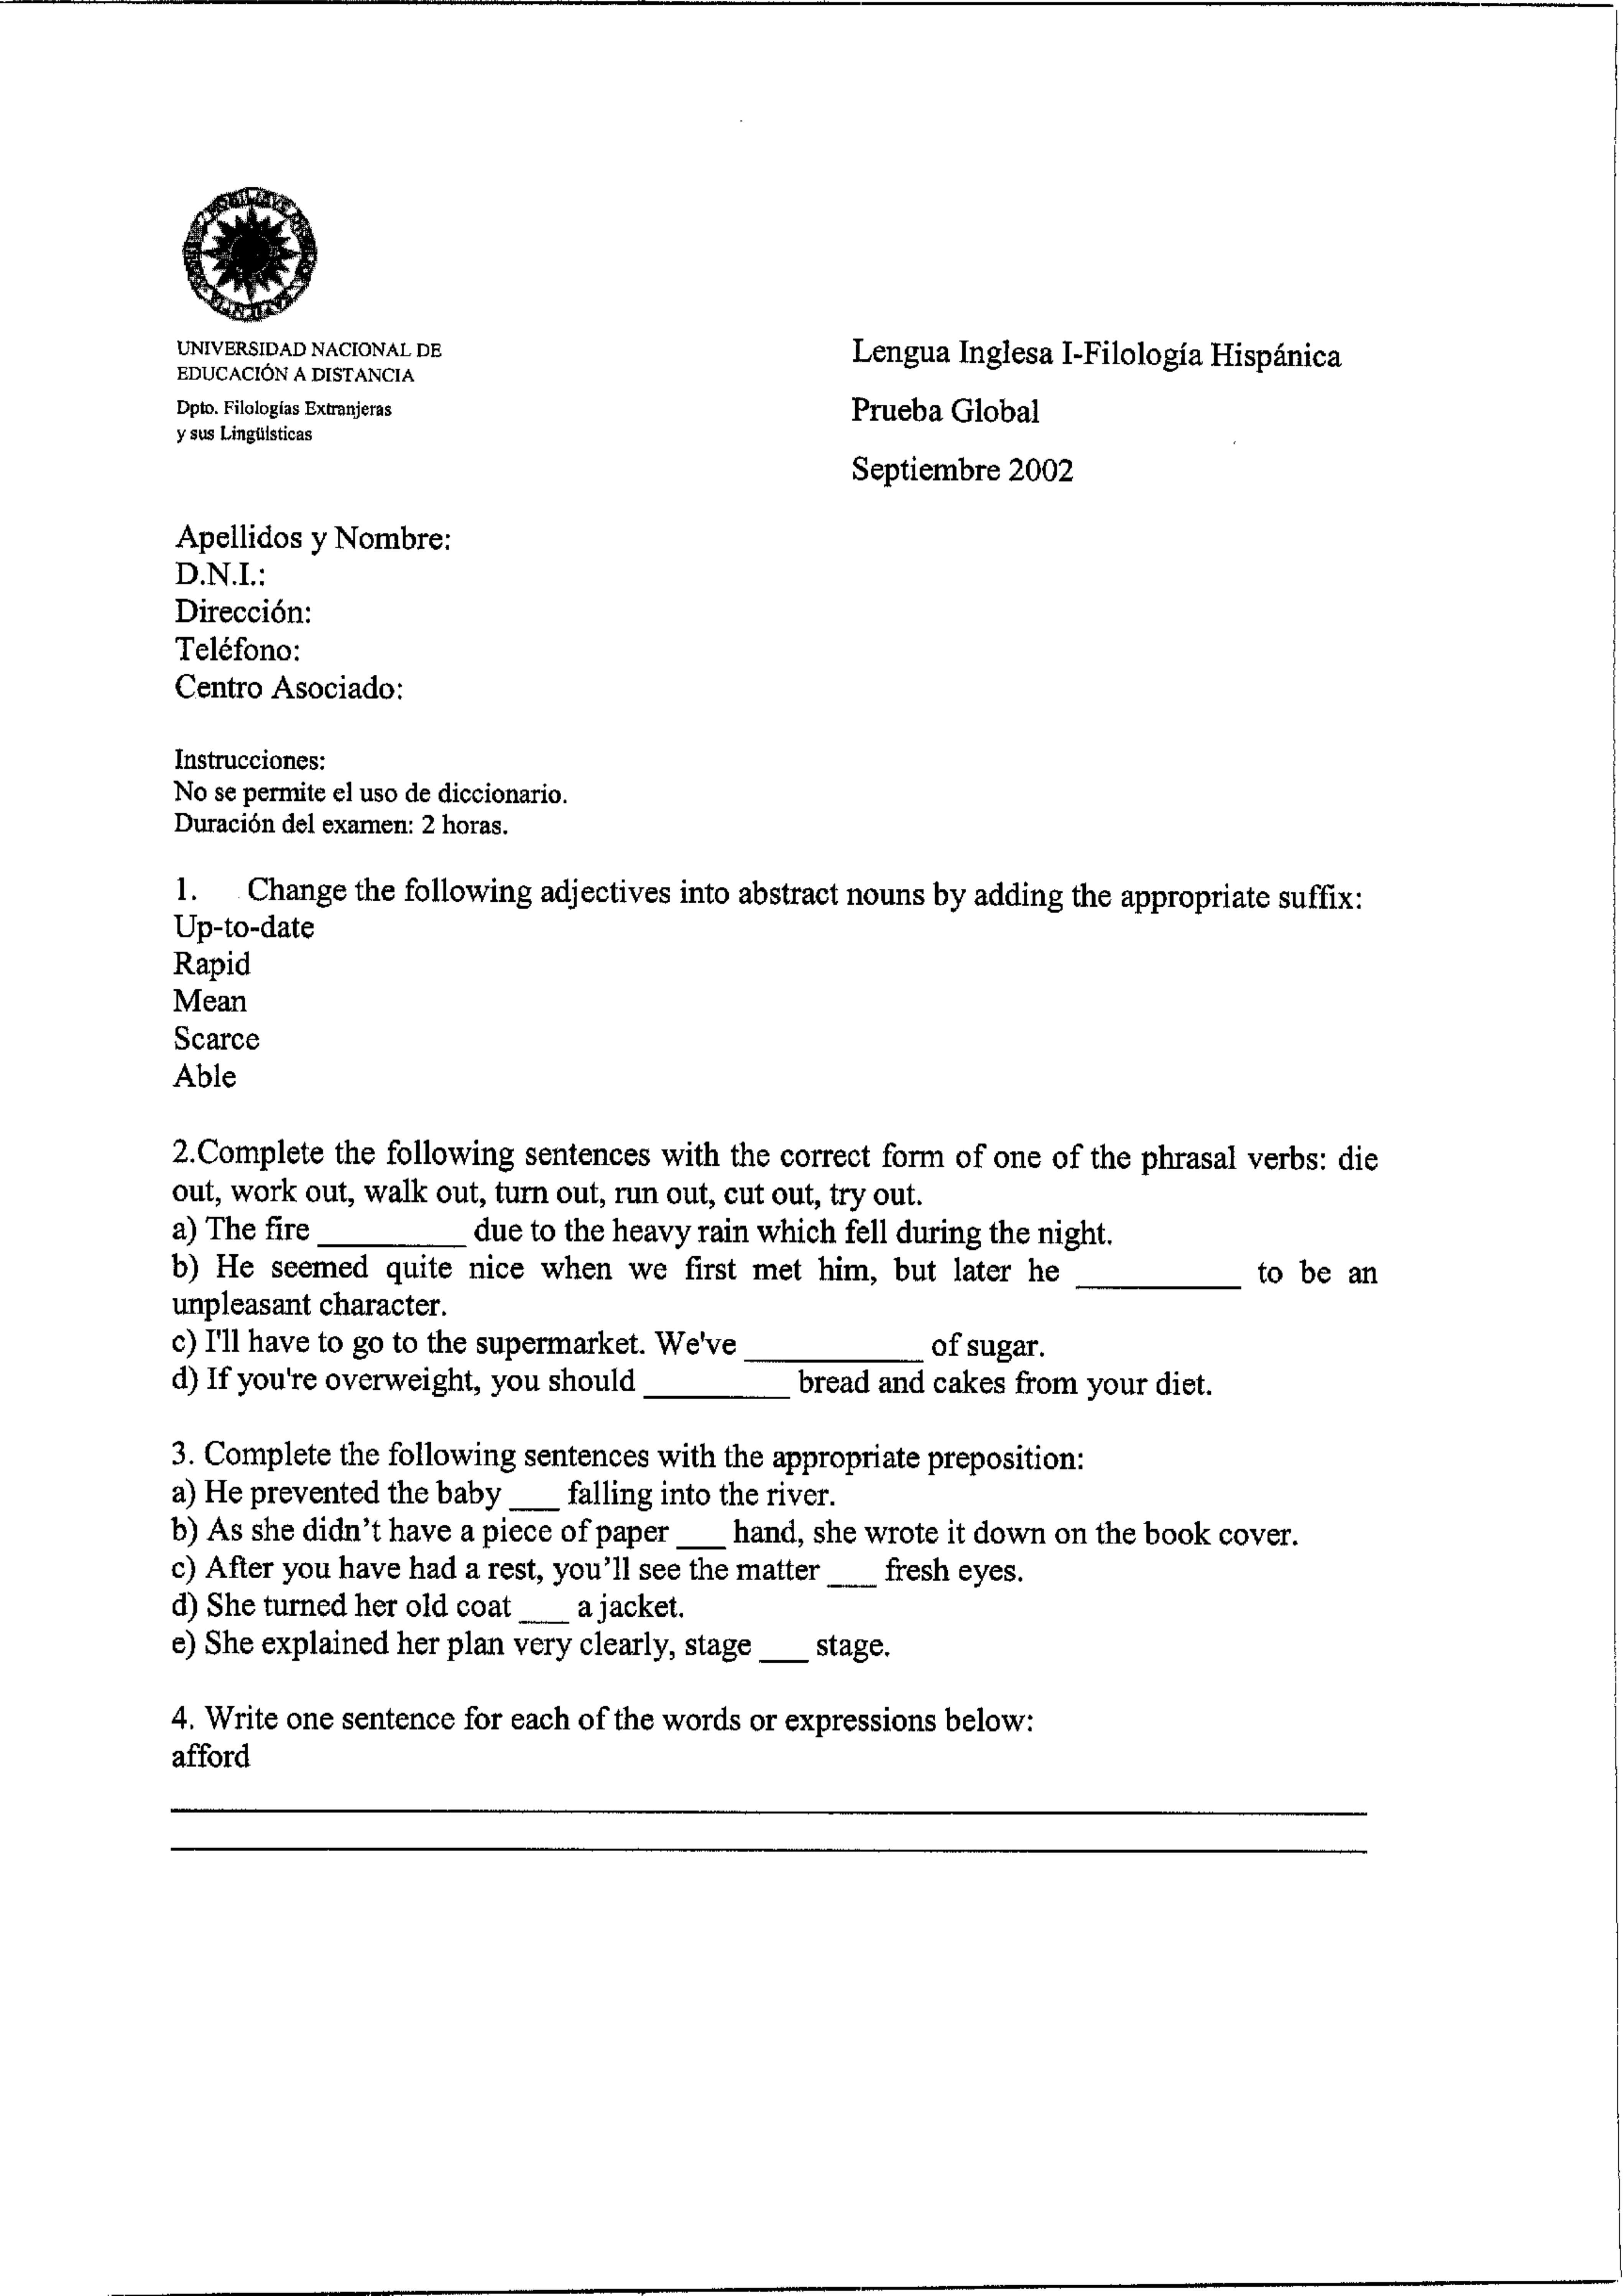 UNIVERSIDAD NACIONAL DE
EDUCACIÓN A DISTANCIA
Dpto. Filologías Extranjeras
y sus Lingüísticas
Lengua Inglesa I-Filología Hispánica
Prueba Global
Septiembre 2002
Apellidos y Nombre:
D.N.I.:
Dirección:
Teléfono:
Centro Asociado:
Instrucciones:
No se permite el uso de diccionario.
Duración del examen: 2 horas.
1. Change the following adjectives into abstract nouns by adding the appropriate suffix:
Up-to-date
Rapid
Mean
Scarce
Able
2.Complete the following sentences with the correct form of one of the phrasal verbs: die
out, work out, walk out, turn out, run out, cut out, try out.
a) The fire _________ due to the heavy rain which fell during the night.
b) He seemed quite nice when we first met him, but later he __________ to be an
unpleasant character.
c) I'll have to go to the supermarket. We've ___________ of sugar.
d) If you're overweight, you should _________ bread and cakes from your diet.
3. Complete the following sentences with the appropriate preposition:
a) He prevented the baby ___ falling into the river.
b) As she didn't have a piece of paper ___ hand, she wrote it down on the book cover.
c) After you have had a rest, you'll see the matter ___ fresh eyes.
d) She turned her old coat ___ a jacket.
e) She explained her plan very clearly, stage ___ stage.
4. Write one sentence for each of the words or expressions below:
afford